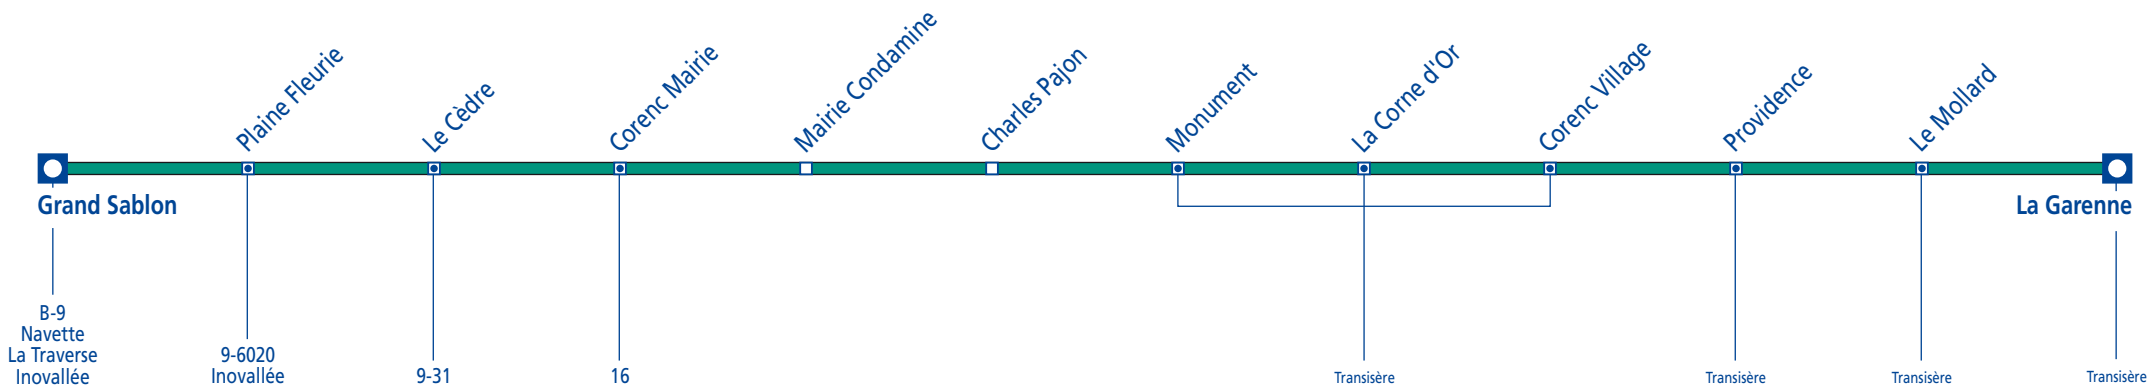 Plaine Fleurie
Le Cèdre
Corenc Mairie
Mairie Condamine
Charles Pajon
Monument
La Corne d'Or
Corenc Village
Providence
Le Mollard
Grand Sablon
La Garenne
B-9
Navette
La Traverse
Inovallée
9-6020
Inovallée
9-31
16
Transisère
Transisère
Transisère
Transisère